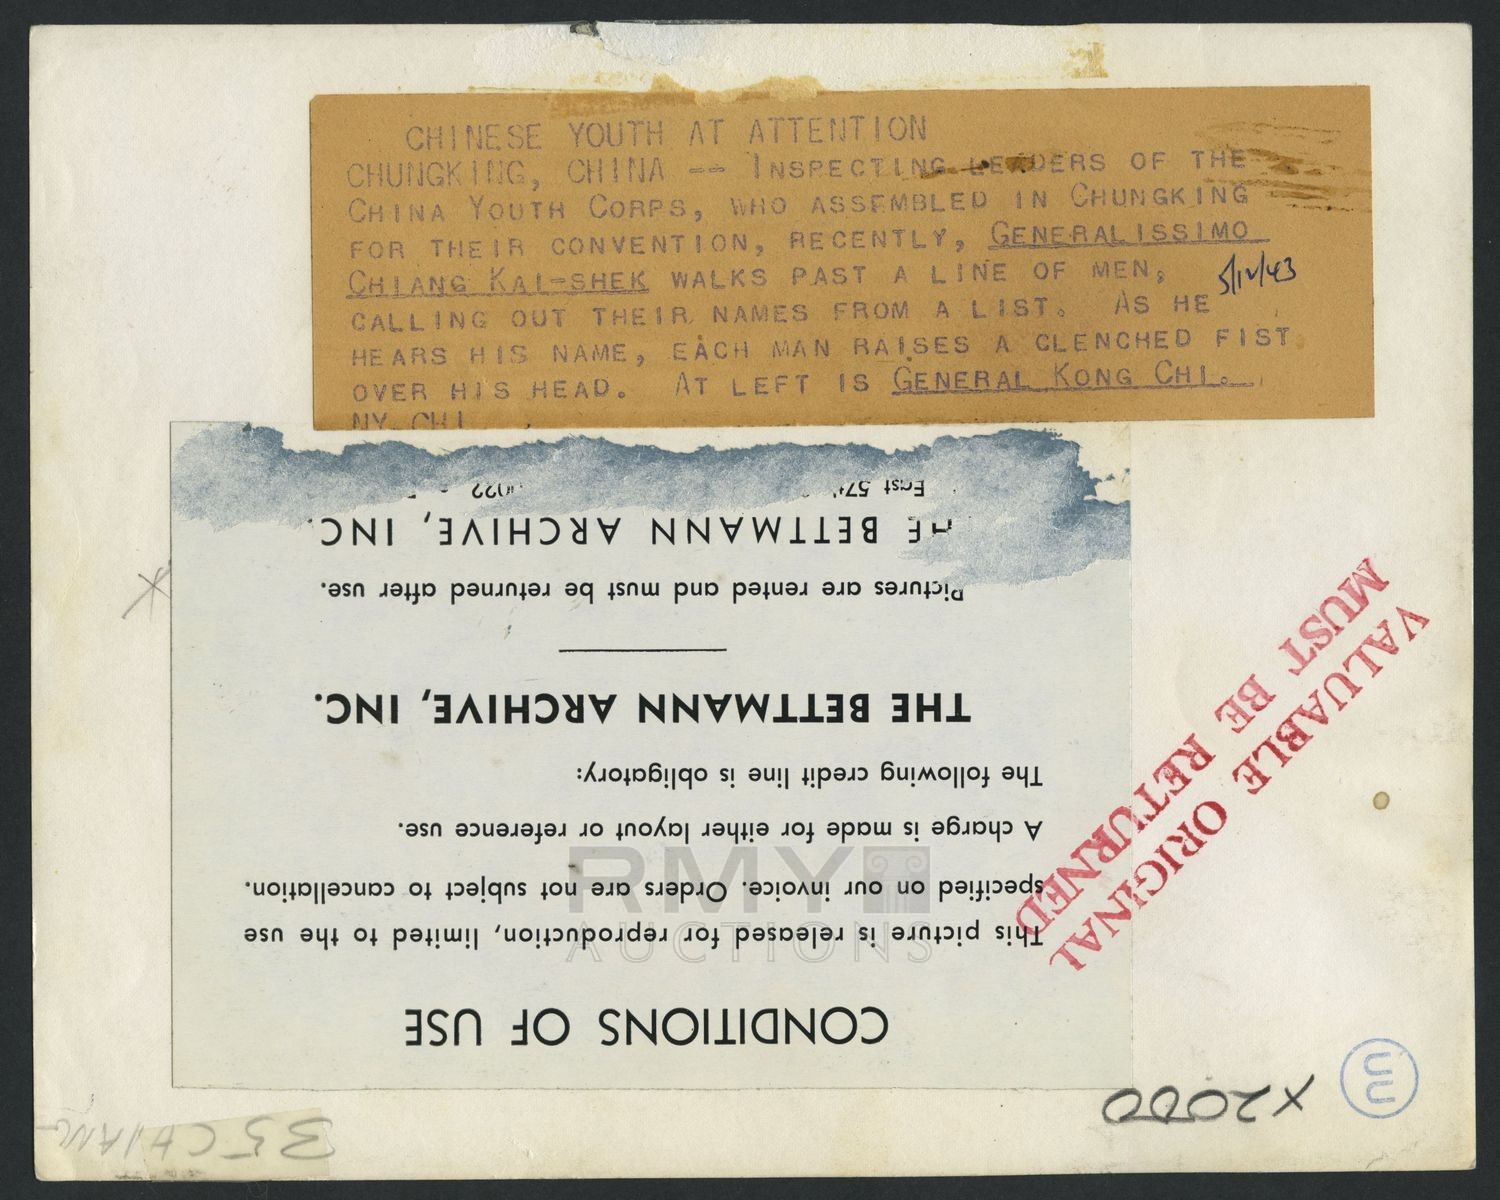 CHINESE YOUTH AT ATTENTION
CHUNGKING, CHINA -- INSPECTING LEADERS OF THE
CHINA YOUTH CORPS, WHO ASSEMBLED IN CHUNGKING
FOR THEIR CONVENTION, RECENTLY, GENERALISSIMO
CHIANG KAI-SHEK WALKS PAST A LINE OF MEN,
5/12/43
CALLING OUT THEIR NAMES FROM A LIST. AS HE
HEARS HIS NAME, EACH MAN RAISES A CLENCHED FIST
OVER HIS HEAD. AT LEFT IS GENERAL KONG CHI.
NY CHI
CONDITIONS OF USE
This picture is released for reproduction, limited to the use
specified on our invoice. Orders are not subject to cancellation.
A charge is made for either layout or reference use.
The following credit line is obligatory:
THE BETTMANN ARCHIVE, INC.
Pictures are rented and must be returned after use.
THE BETTMANN ARCHIVE, INC.
East 57
VALUABLE ORIGINAL
MUST BE RETURNED
X2000
35 CHIANG
RMY
AUCTIONS